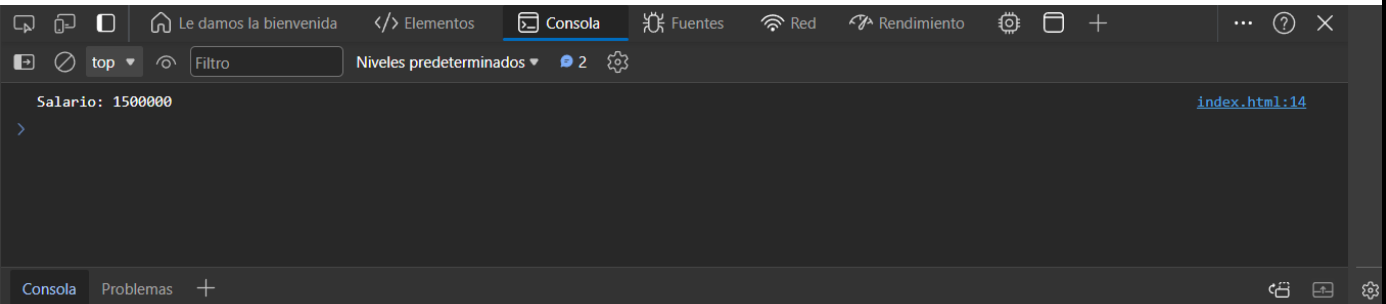 Le damos la bienvenida Elementos Consola Fuentes Red Rendimiento
top Filtro Niveles predeterminados 2
Salario: 1500000 index.html:14
Consola Problemas